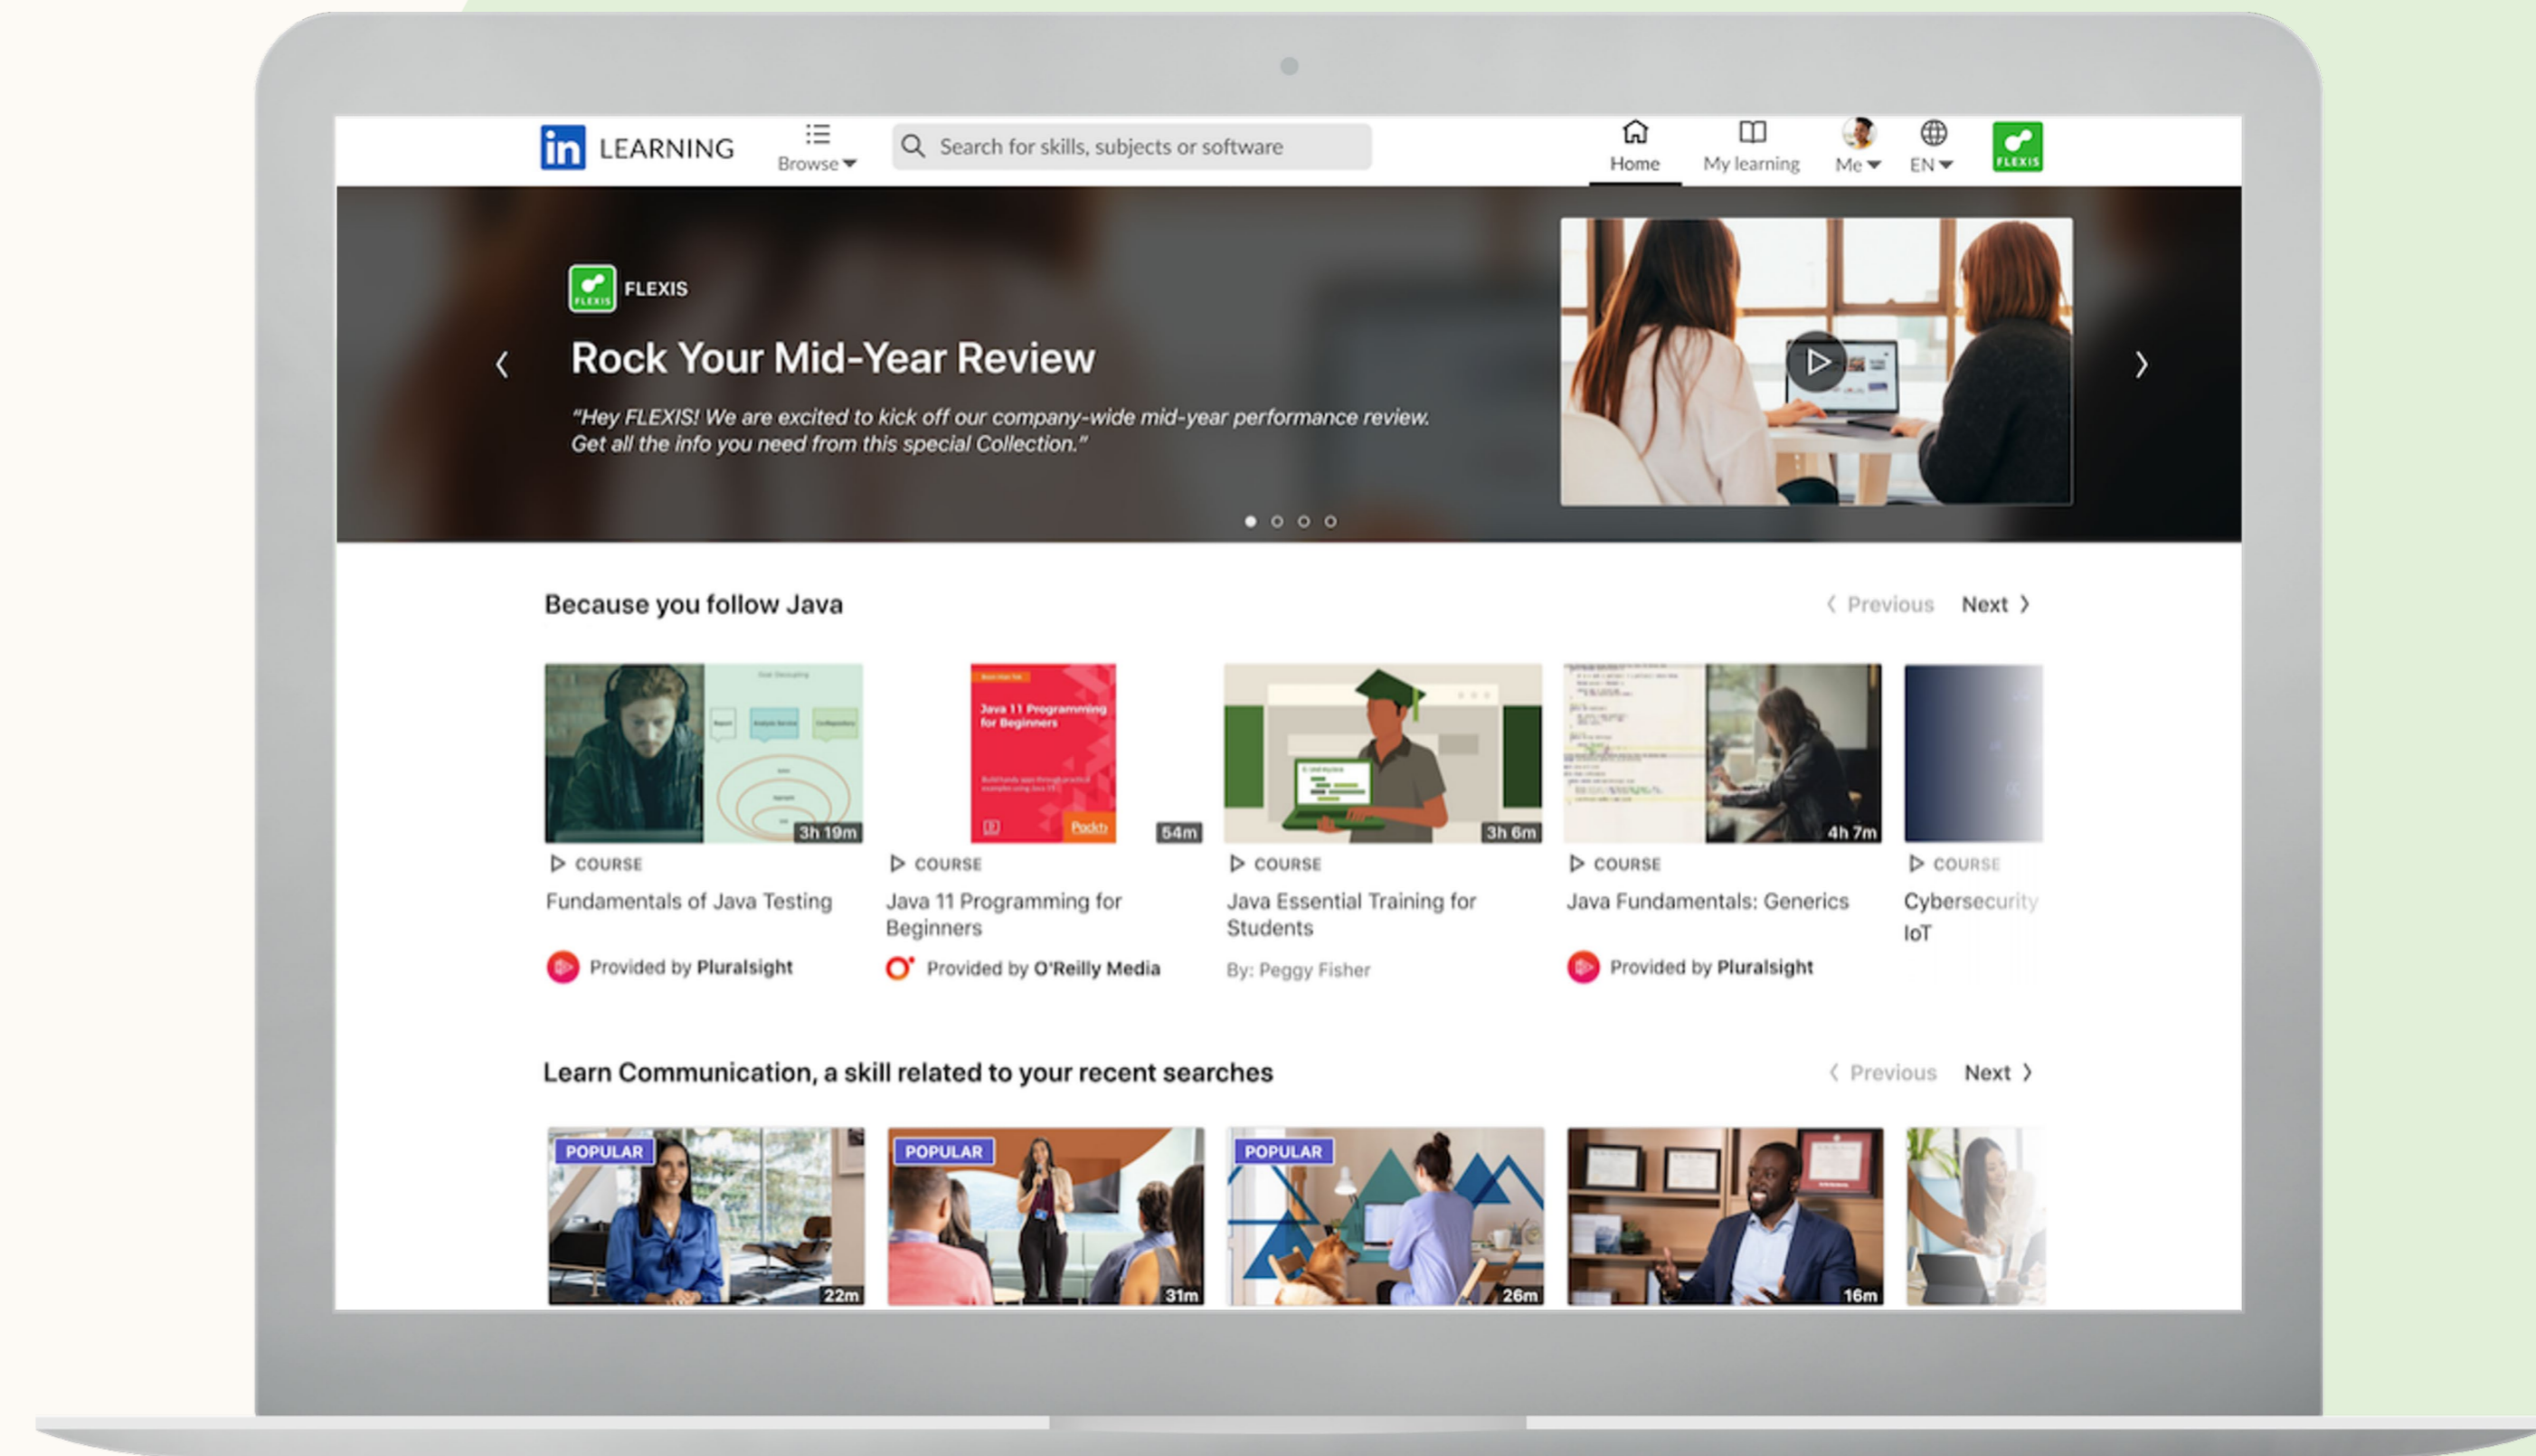 in LEARNING
Browse
Search for skills, subjects or software
Home
My learning
Me
EN
FLEXIS
FLEXIS
FLEXIS
Rock Your Mid-Year Review
“Hey FLEXIS! We are excited to kick off our company-wide mid-year performance review.
Get all the info you need from this special Collection.”
Because you follow Java
Previous
Next
3h 19m
Java 11 Programming
for Beginners
Packt>
54m
3h 6m
4h 7m
COURSE
Fundamentals of Java Testing
Provided by Pluralsight
COURSE
Java 11 Programming for
Beginners
Provided by O'Reilly Media
COURSE
Java Essential Training for
Students
By: Peggy Fisher
COURSE
Java Fundamentals: Generics
Provided by Pluralsight
COURSE
Cybersecurity
IoT
Learn Communication, a skill related to your recent searches
Previous
Next
POPULAR
22m
POPULAR
31m
POPULAR
26m
16m